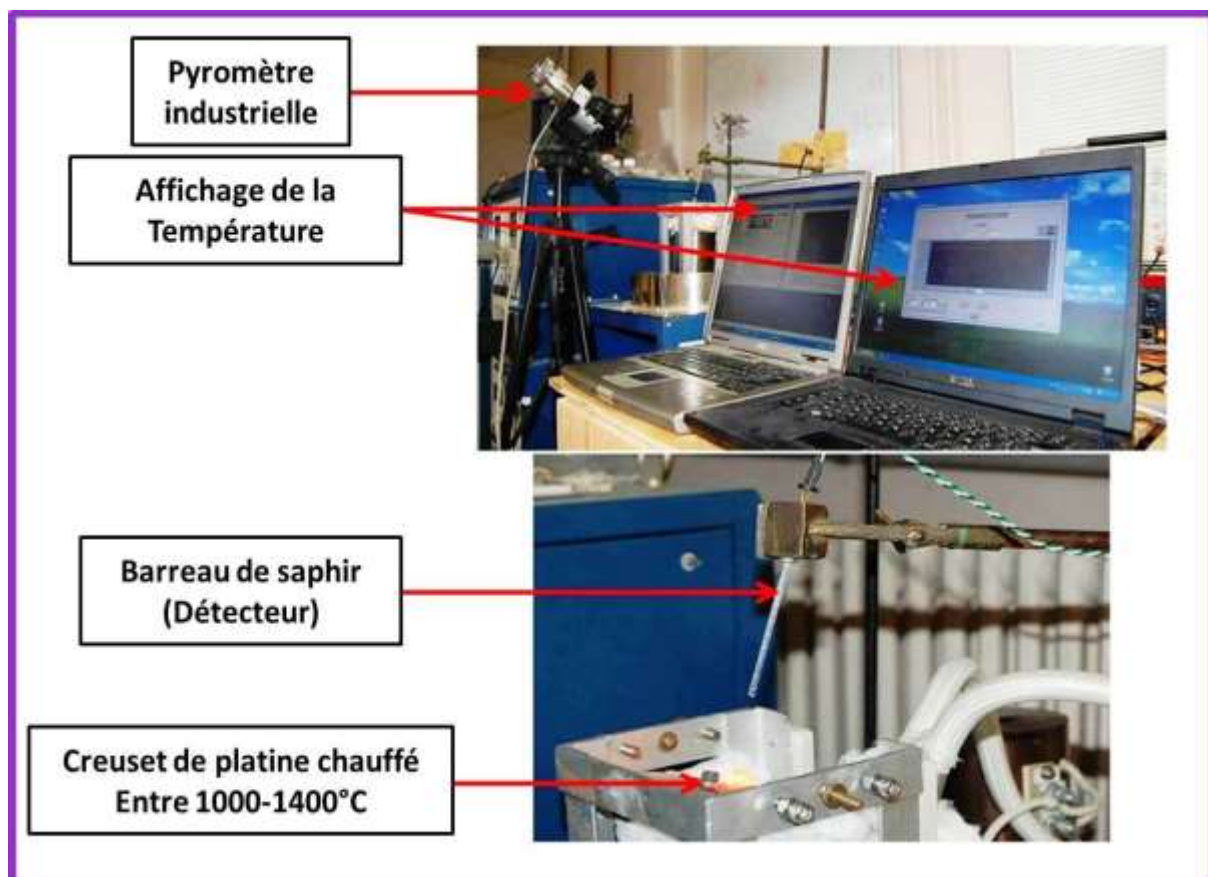 Pyromètre
industrielle
Affichage de la
Température
Barreau de saphir
(Détecteur)
Creuset de platine chauffé
Entre 1000-1400°C